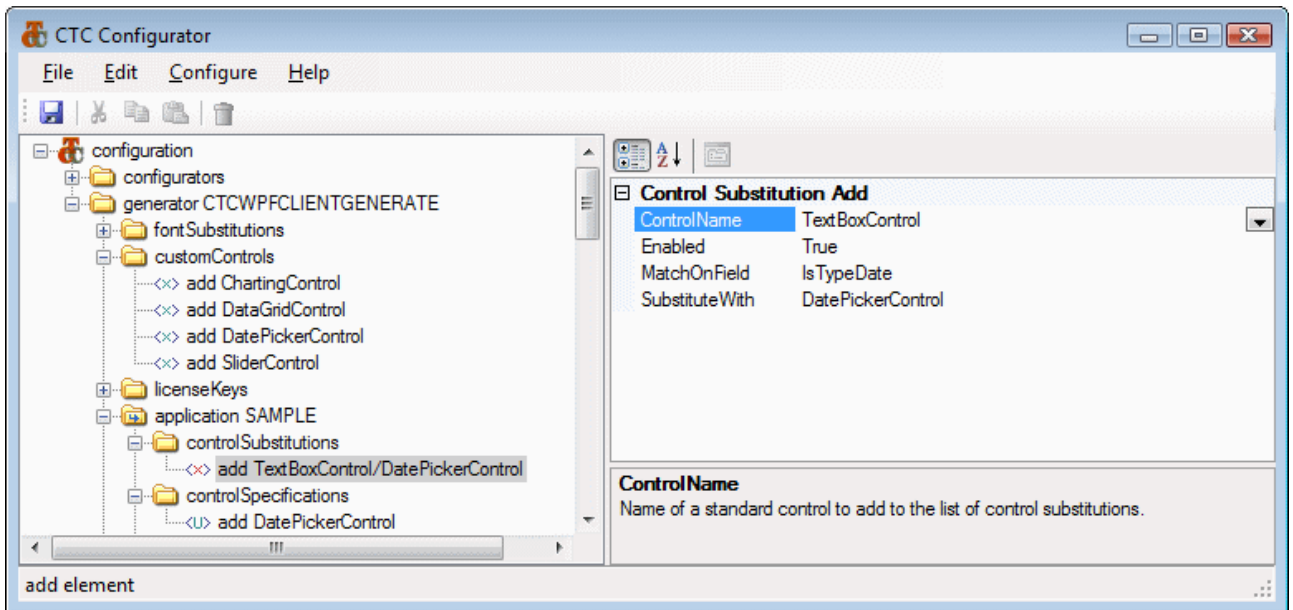 CTC Configurator
File Edit Configure Help
configuration
configurators
generator CTCWPFCLIENTGENERATE
fontSubstitutions
customControls
<x> add ChartingControl
<x> add DataGridControl
<x> add DatePickerControl
<x> add SliderControl
licenseKeys
application SAMPLE
controlSubstitutions
<x> add TextBoxControl/DatePickerControl
controlSpecifications
<U> add DatePickerControl
A
Z
Control Substitution Add
ControlName TextBoxControl
Enabled True
MatchOnField IsTypeDate
SubstituteWith DatePickerControl
ControlName
Name of a standard control to add to the list of control substitutions.
add element